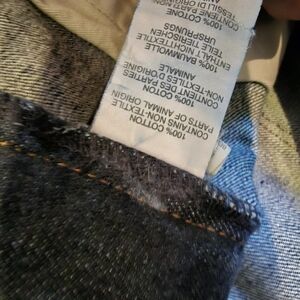 100% COTTON
CONTAINS NON-TEXTILE
PARTS OF ANIMAL ORIGIN
100% COTON
CONTENT DES PARTIES
NON-TEXTILES D'ORIGINE
ANIMALE
100% BAUMWOLLE
ENTHÄLT NICHTTEXTILE
TEILE TIERISCHEN
URSPRUNGS
100% COTONE